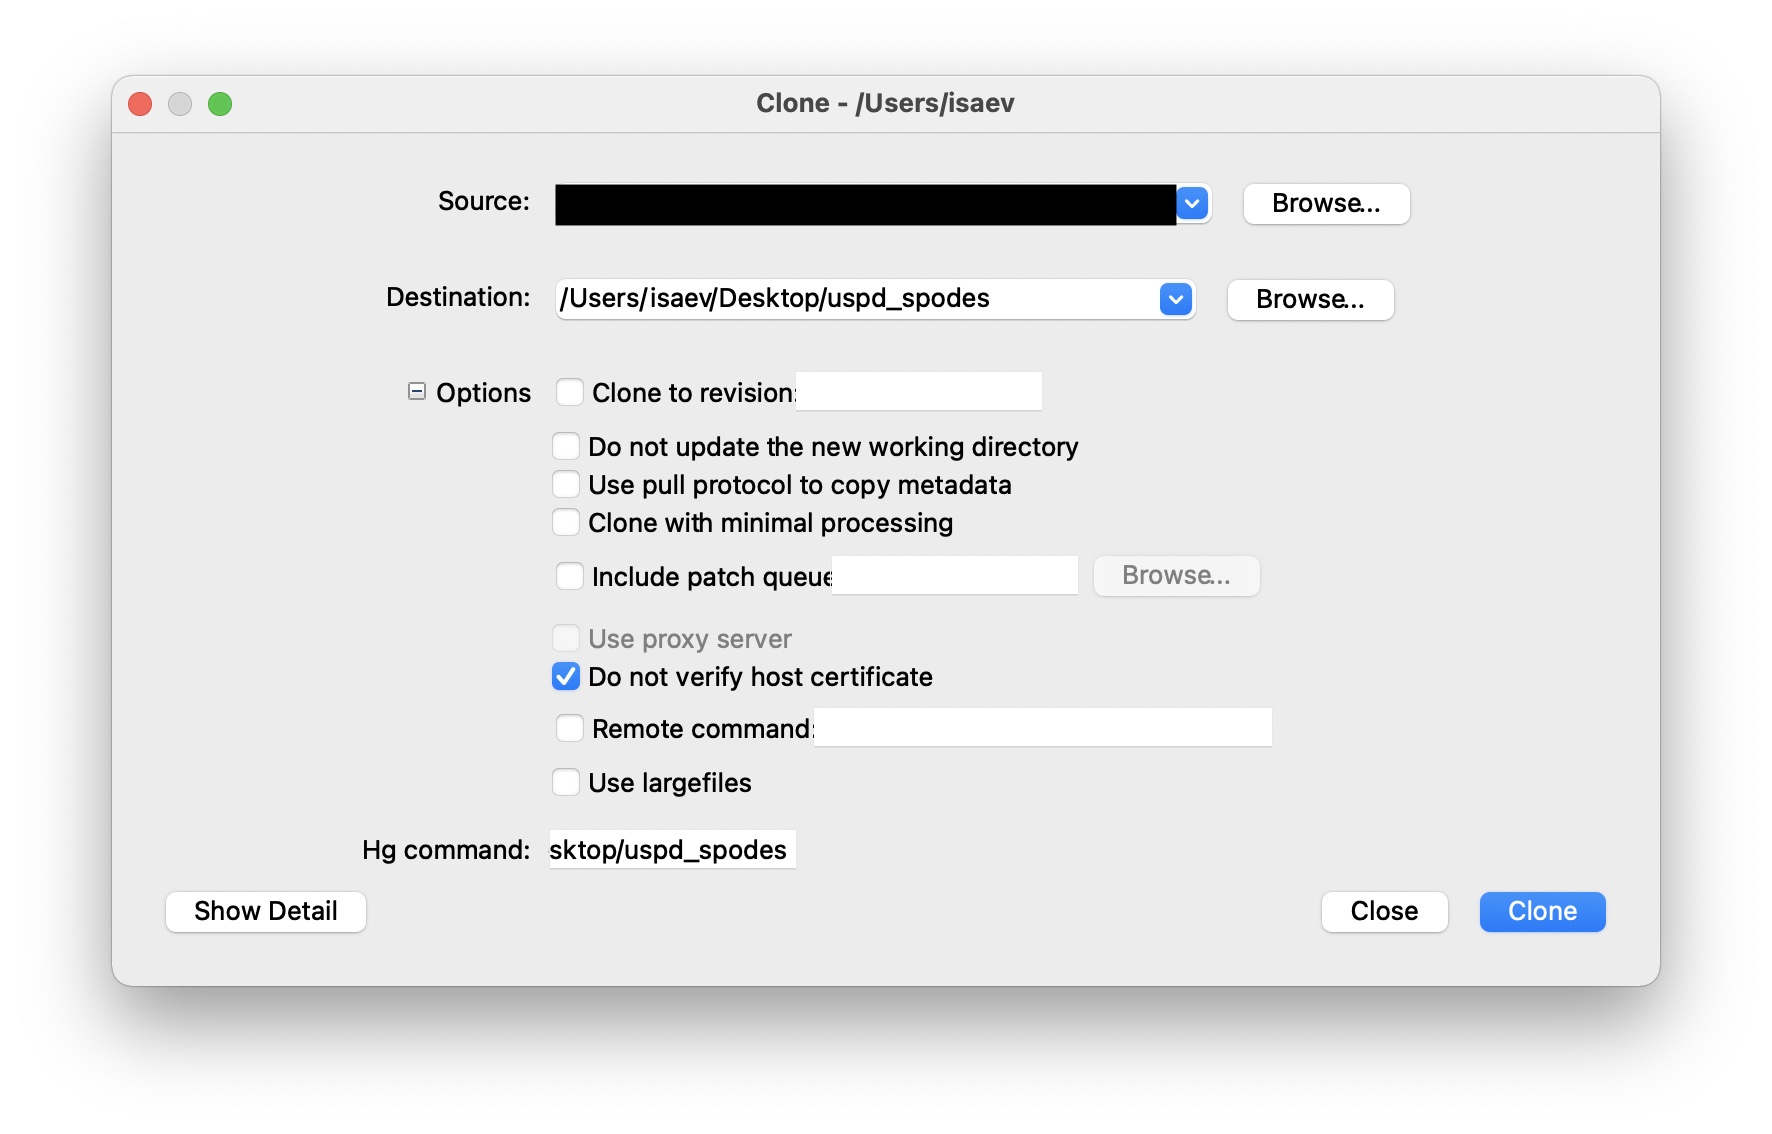 Clone - /Users/isaev
Source: Browse...
Destination: /Users/isaev/Desktop/uspd_spodes Browse...
Options Clone to revision:
Do not update the new working directory
Use pull protocol to copy metadata
Clone with minimal processing
Include patch queue Browse...
Use proxy server
Do not verify host certificate
Remote command:
Use largefiles
Hg command: sktop/uspd_spodes
Show Detail Close Clone